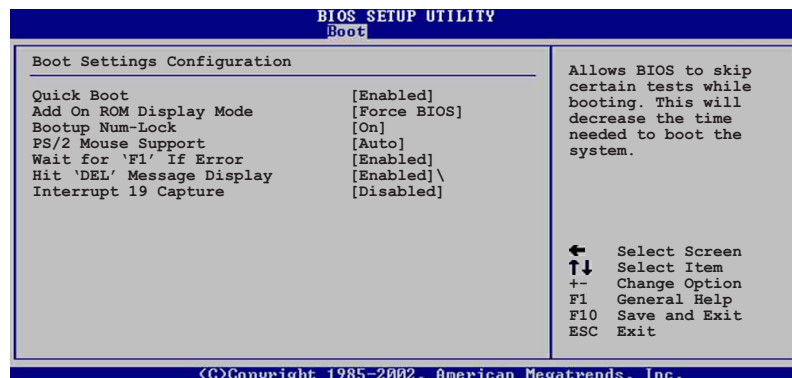 BIOS SETUP UTILITY
Boot
Boot Settings Configuration
Quick Boot [Enabled]
Add On ROM Display Mode [Force BIOS]
Bootup Num-Lock [On]
PS/2 Mouse Support [Auto]
Wait for ‘F1’ If Error [Enabled]
Hit ‘DEL’ Message Display [Enabled]\
Interrupt 19 Capture [Disabled]
Allows BIOS to skip
certain tests while
booting. This will
decrease the time
needed to boot the
system.
← Select Screen
↑↓ Select Item
+- Change Option
F1 General Help
F10 Save and Exit
ESC Exit
(C)Copyright 1985-2002, American Megatrends, Inc.